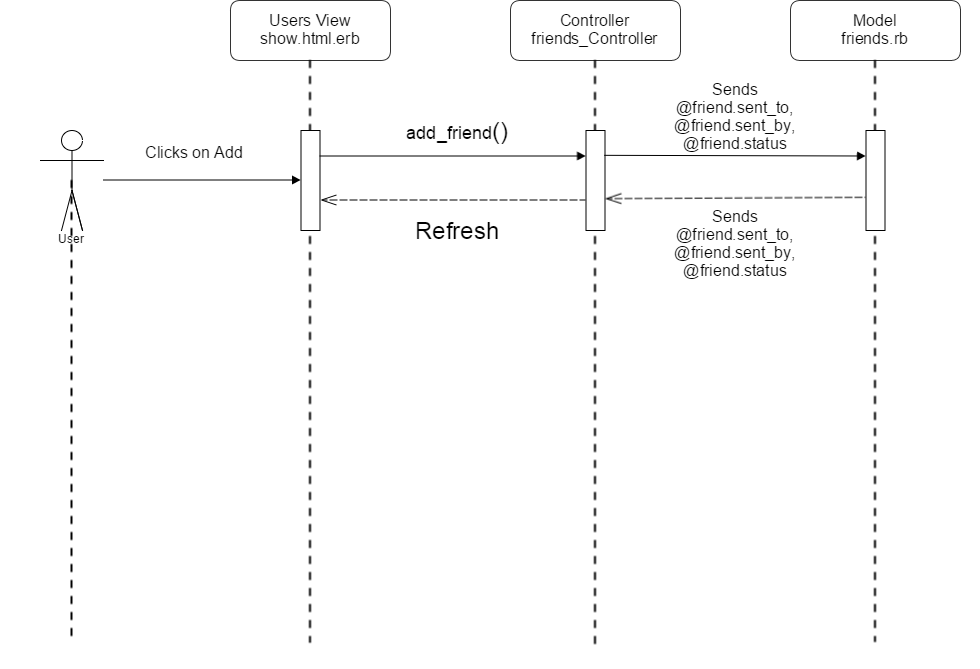 Users View
show.html.erb
Controller
friends_Controller
Model
friends.rb
Clicks on Add
add_friend()
Sends
@friend.sent_to,
@friend.sent_by,
@friend.status
Refresh
Sends
@friend.sent_to,
@friend.sent_by,
@friend.status
User